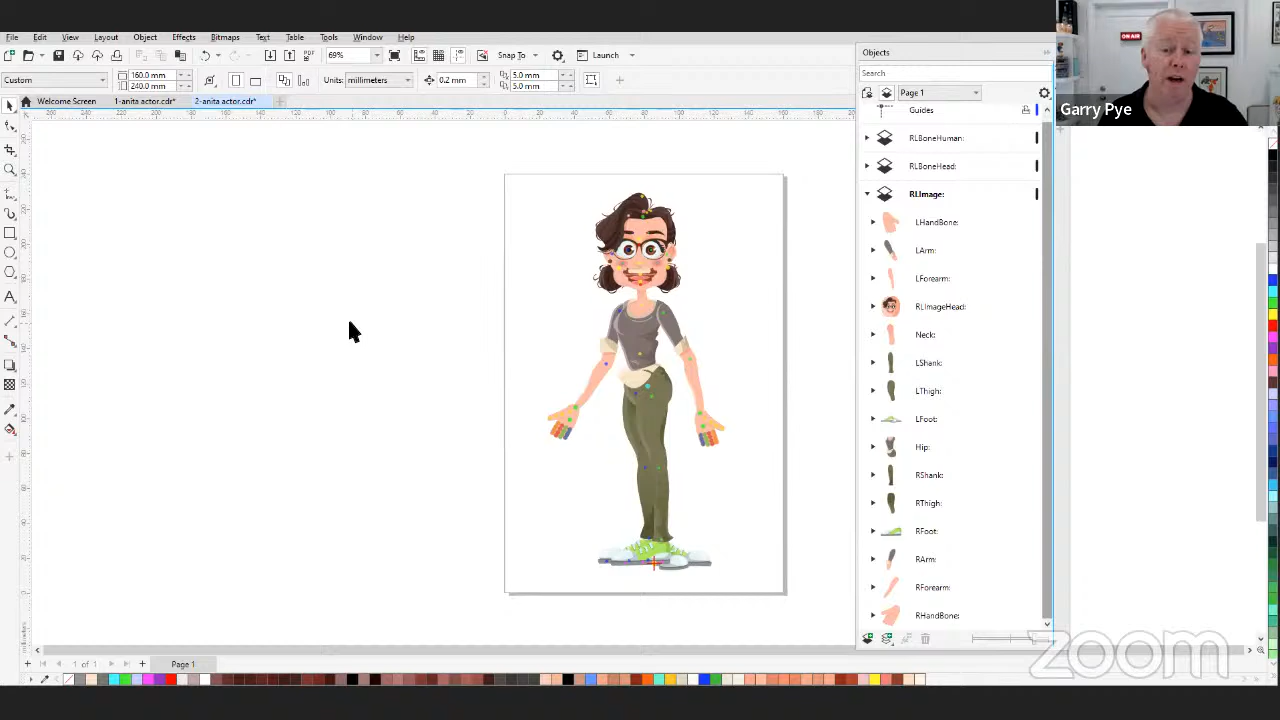 File Edit View Layout Object Effects Bitmaps Text Table Tools Window Help
69% Snap To Launch
Custom 160.0 mm 240.0 mm Units: millimeters 0.2 mm 5.0 mm 5.0 mm
Welcome Screen 1-anita actor.cdr* 2-anita actor.cdr*
Objects
Search
Page 1
Guides
RLBoneHuman:
RLBoneHead:
RLImage:
LHandBone:
LArm:
LForearm:
RLImageHead:
Neck:
LShank:
LThigh:
LFoot:
Hip:
RShank:
RThigh:
RFoot:
RArm:
RForearm:
RHandBone:
1 of 1 Page 1
ON AIR
Garry Pye
zoom